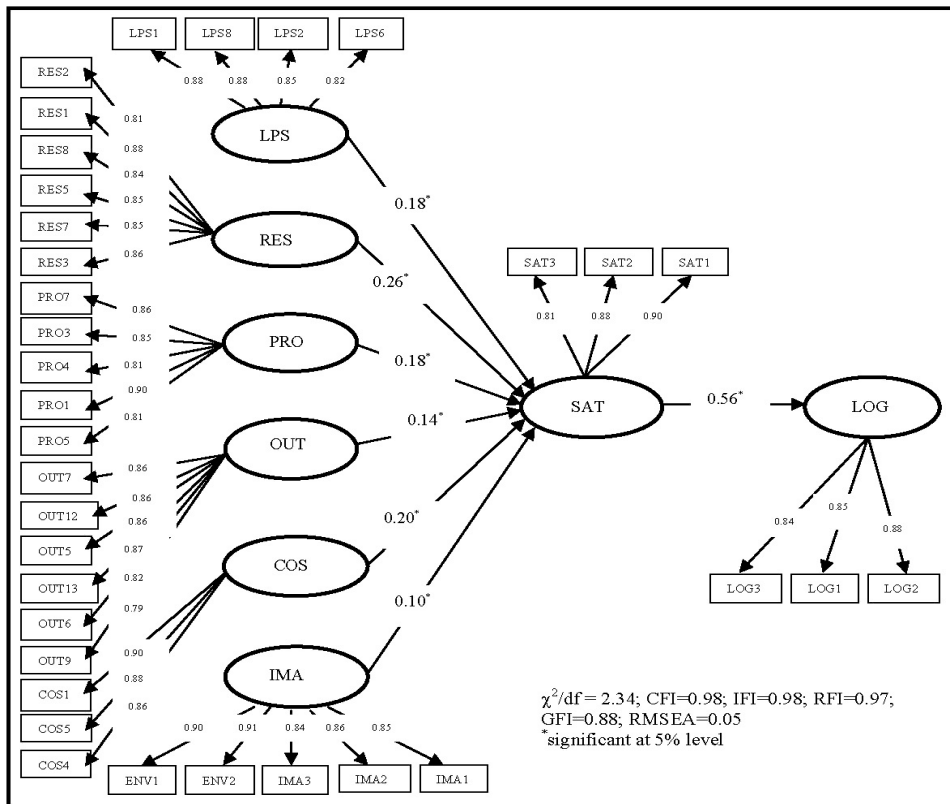 LPS1 LPS8 LPS2 LPS6
0.88 0.88 0.85 0.82
LPS
RES2
RES1
RES8
RES5
RES7
RES3
0.81
0.88
0.84
0.85
0.85
0.86
RES
PRO7
PRO3
PRO4
PRO1
PRO5
0.86
0.85
0.81
0.90
0.81
PRO
OUT7
OUT12
OUT5
OUT13
OUT6
OUT9
0.86
0.86
0.86
0.87
0.82
0.79
OUT
COS1
COS5
COS4
0.90
0.88
0.86
COS
IMA
0.90 0.91 0.84 0.86 0.85
ENV1 ENV2 IMA3 IMA2 IMA1
0.18*
0.26*
0.18*
0.14*
0.20*
0.10*
SAT3 SAT2 SAT1
0.81 0.88 0.90
SAT
0.56*
LOG
0.84 0.85 0.88
LOG3 LOG1 LOG2
χ²/df = 2.34; CFI=0.98; IFI=0.98; RFI=0.97;
GFI=0.88; RMSEA=0.05
*significant at 5% level